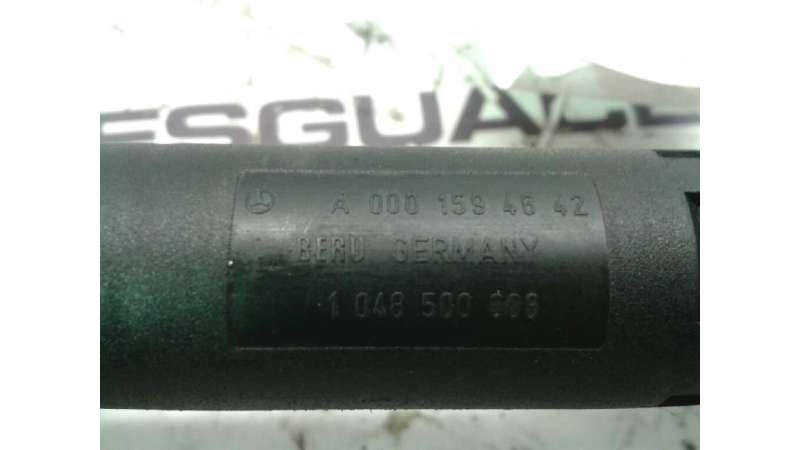 ESGUA
A 000 159 46 42
BERU GERMANY
1 048 500 008